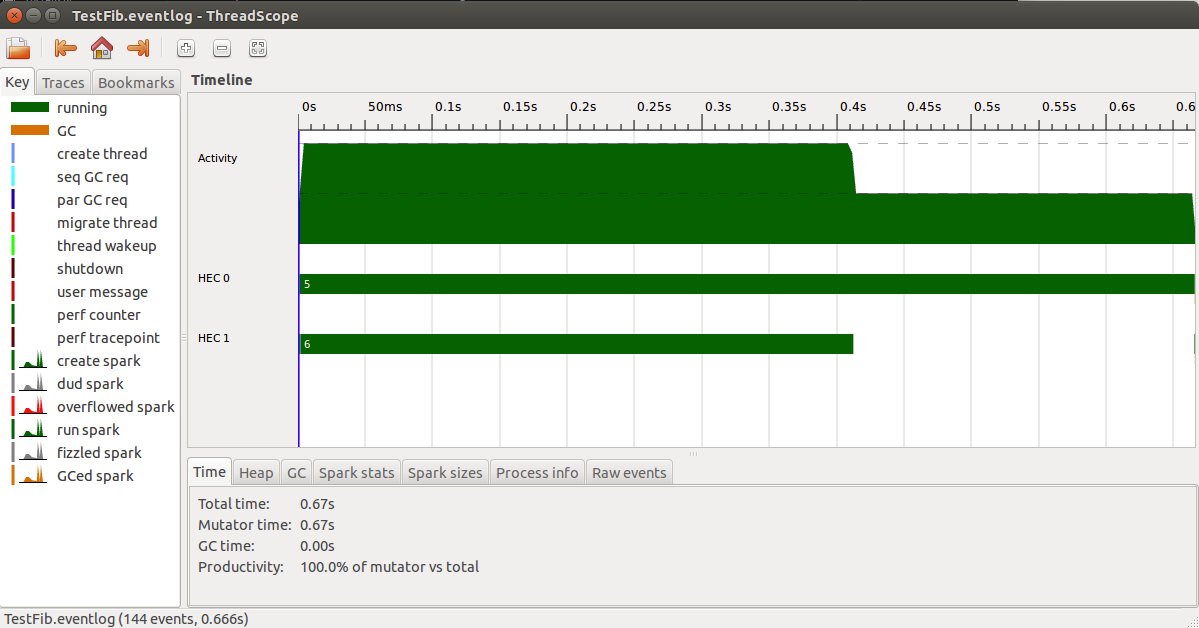 TestFib.eventlog - ThreadScope
Key Traces Bookmarks
running
GC
create thread
seq GC req
par GC req
migrate thread
thread wakeup
shutdown
user message
perf counter
perf tracepoint
create spark
dud spark
overflowed spark
run spark
fizzled spark
GCed spark
Timeline
0s 50ms 0.1s 0.15s 0.2s 0.25s 0.3s 0.35s 0.4s 0.45s 0.5s 0.55s 0.6s 0.6
Activity
HEC 0
5
HEC 1
6
Time Heap GC Spark stats Spark sizes Process info Raw events
Total time: 0.67s
Mutator time: 0.67s
GC time: 0.00s
Productivity: 100.0% of mutator vs total
TestFib.eventlog (144 events, 0.666s)